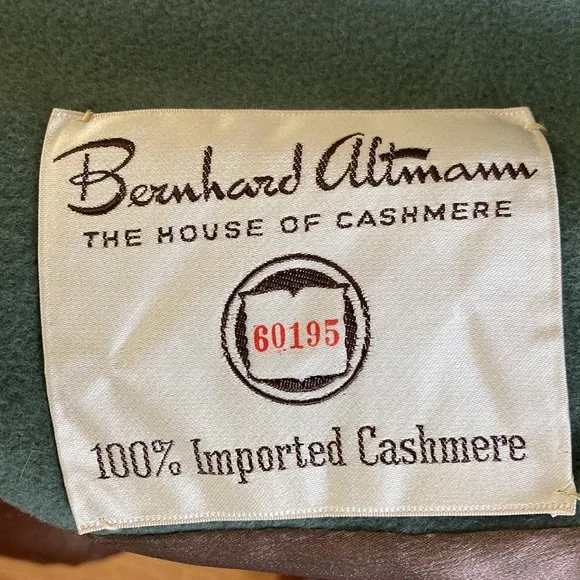 Bernhard Altmann
THE HOUSE OF CASHMERE
60195
100% Imported Cashmere